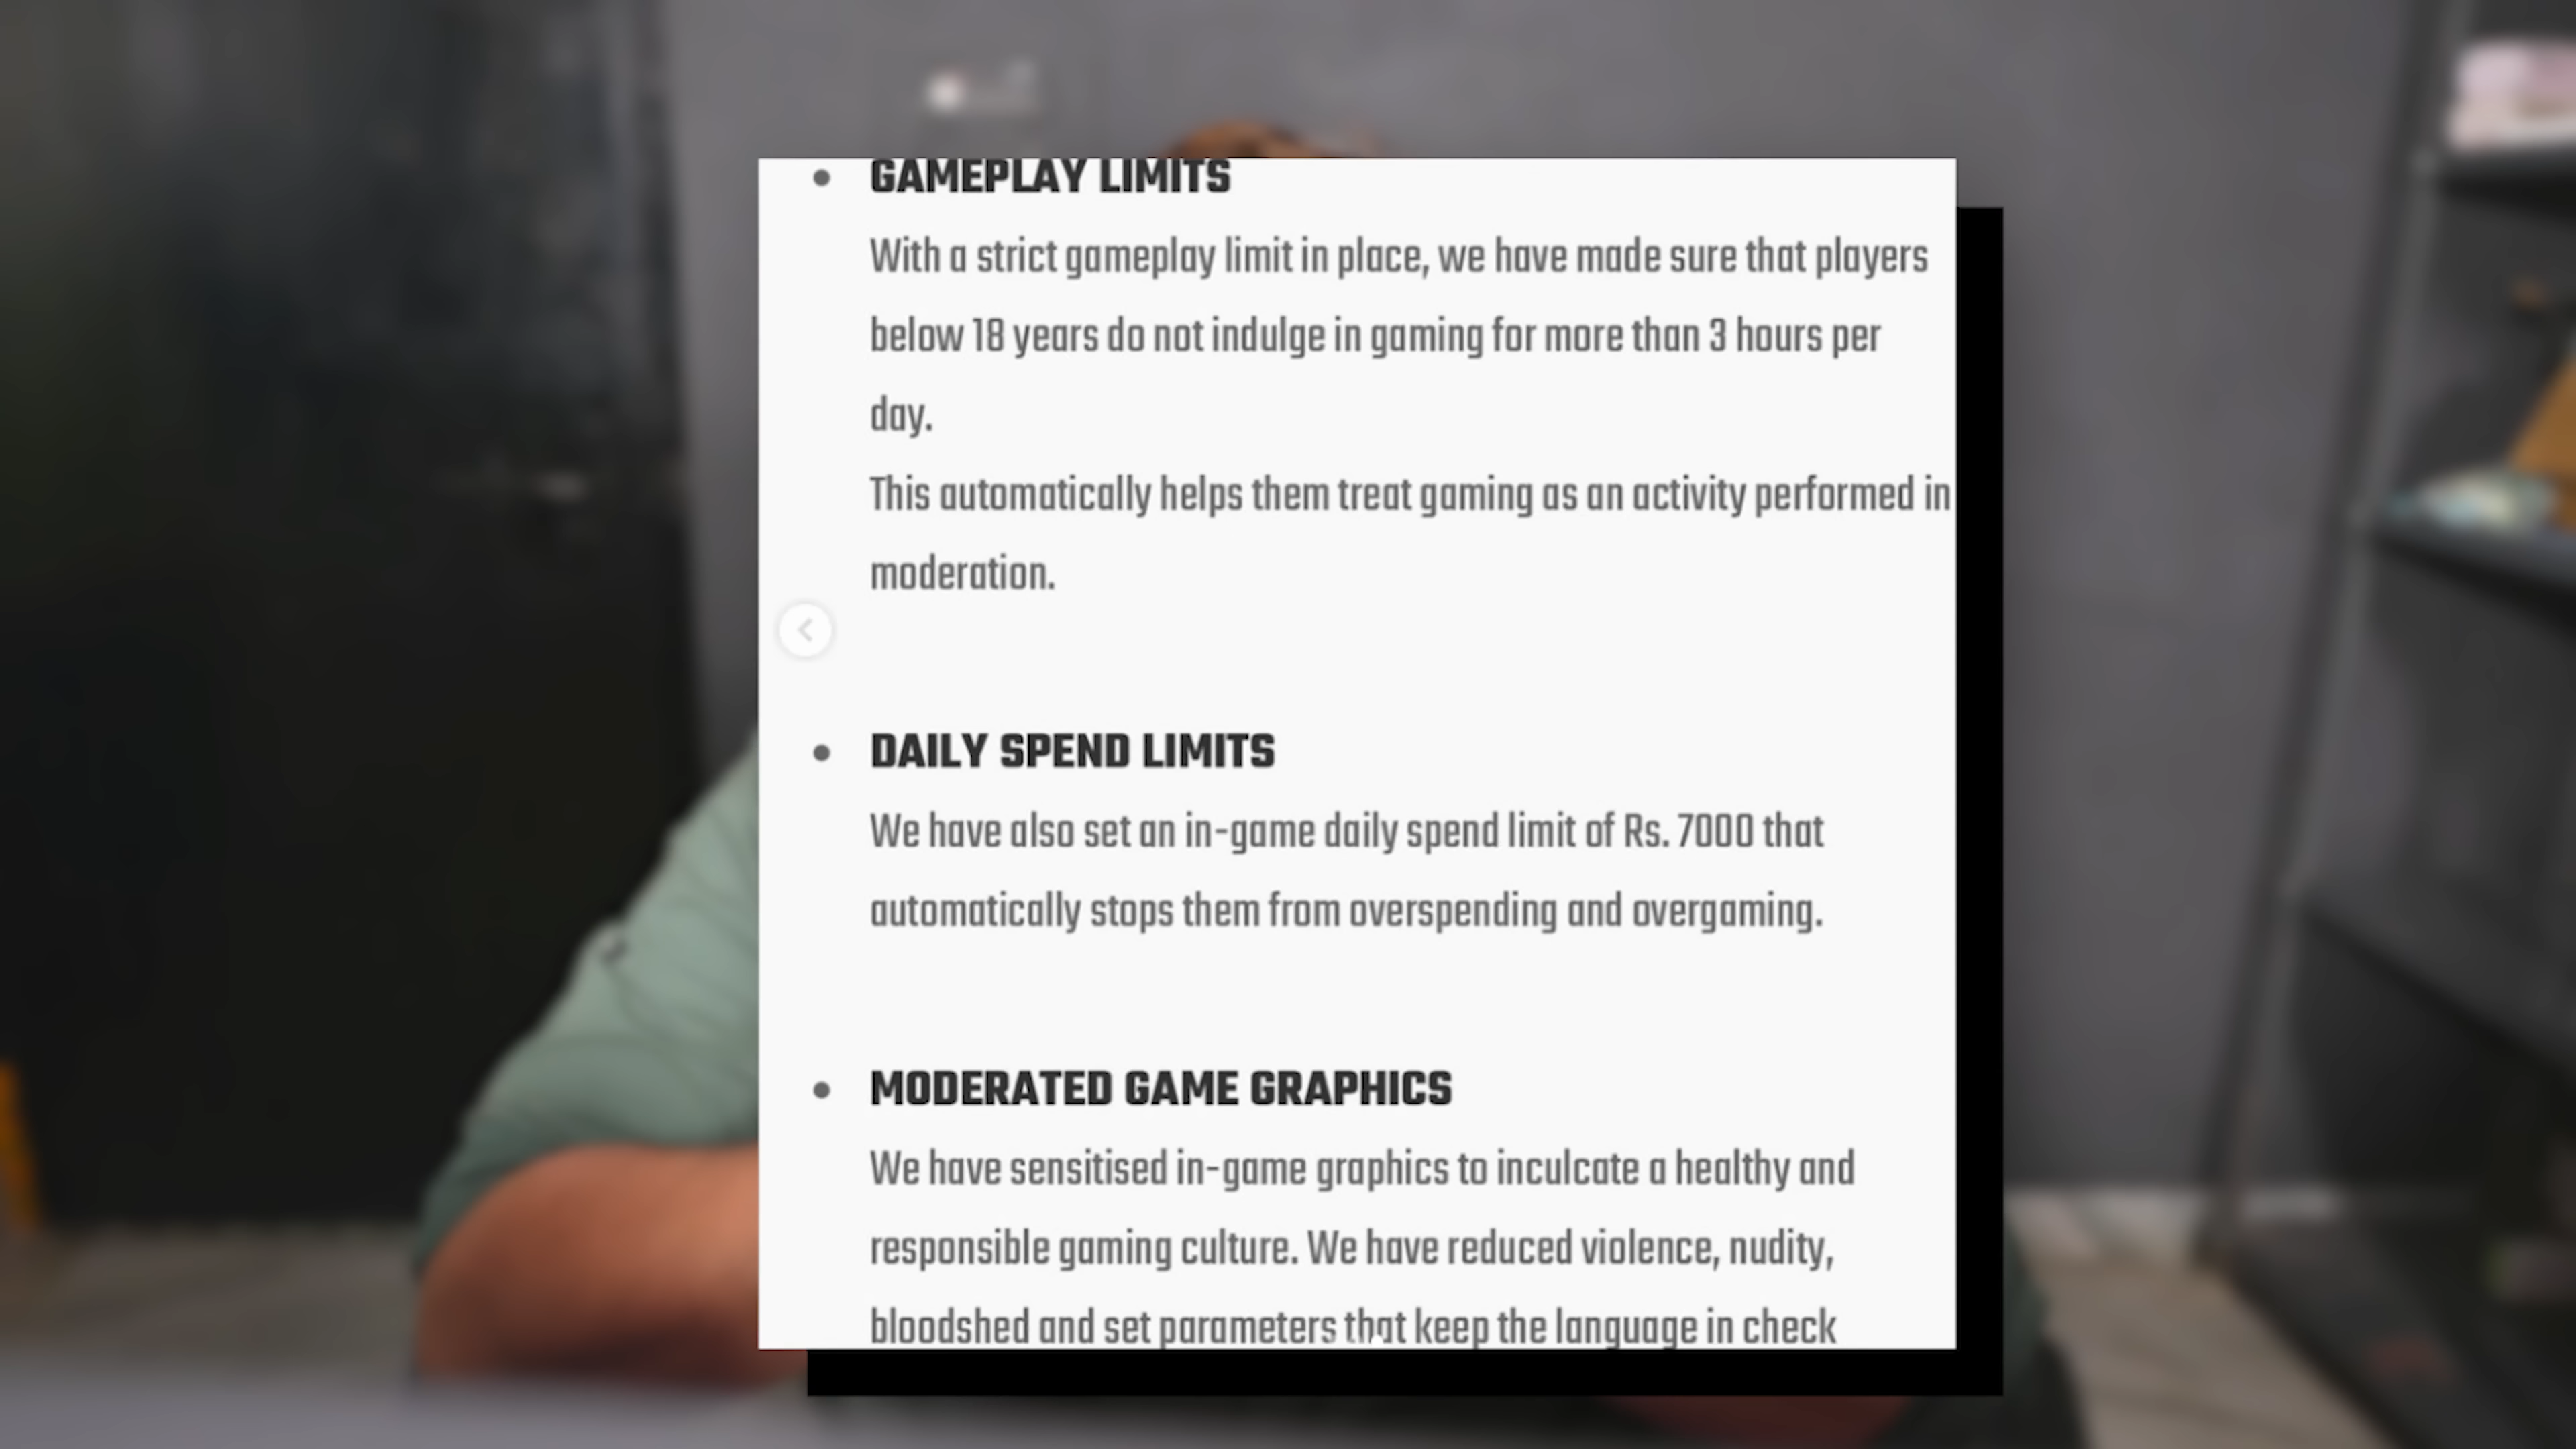 GAMEPLAY LIMITS
With a strict gameplay limit in place, we have made sure that players
below 18 years do not indulge in gaming for more than 3 hours per
day.
This automatically helps them treat gaming as an activity performed in
moderation.
DAILY SPEND LIMITS
We have also set an in-game daily spend limit of Rs. 7000 that
automatically stops them from overspending and overgaming.
MODERATED GAME GRAPHICS
We have sensitised in-game graphics to inculcate a healthy and
responsible gaming culture. We have reduced violence, nudity,
bloodshed and set parameters that keep the language in check